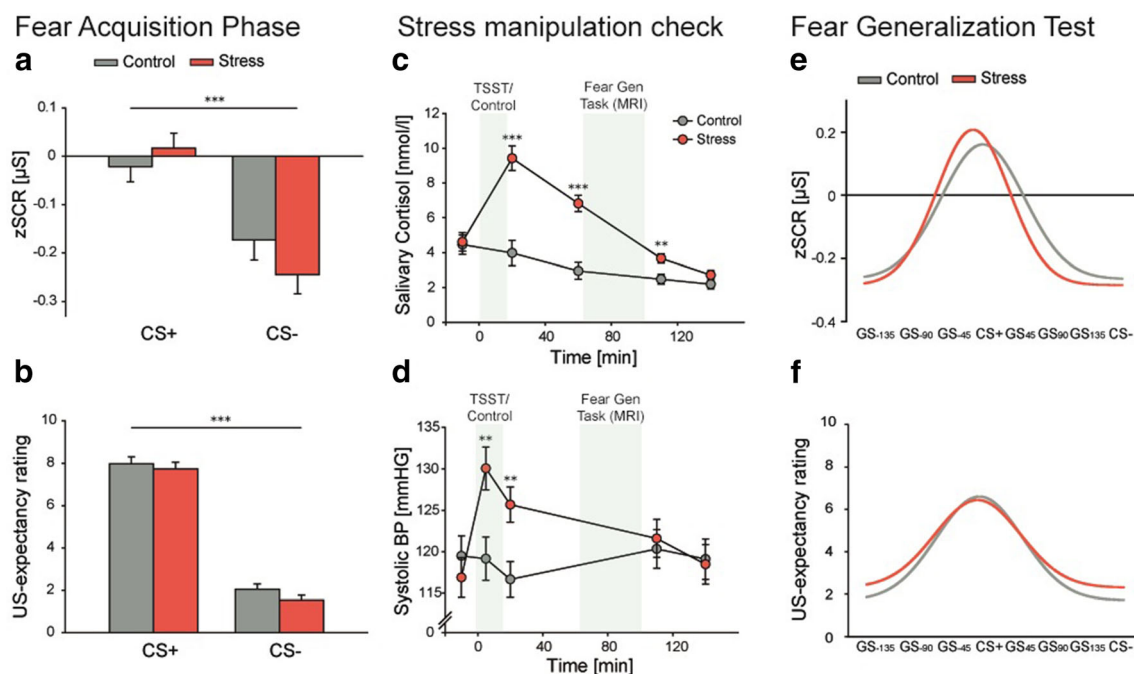 Fear Acquisition Phase
Stress manipulation check
Fear Generalization Test
a
Control
Stress
***
0.1
0
-0.1
-0.2
-0.3
zSCR [µS]
CS+
CS-
b
***
10
8
6
4
2
0
US-expectancy rating
CS+
CS-
c
TSST/
Control
Fear Gen
Task (MRI)
Control
Stress
***
***
**
12
10
8
6
4
2
0
Salivary Cortisol [nmol/l]
0
40
80
120
Time [min]
d
TSST/
Control
Fear Gen
Task (MRI)
**
**
135
130
125
120
115
0
Systolic BP [mmHG]
0
40
80
120
Time [min]
e
Control
Stress
0.2
0
-0.2
-0.4
zSCR [µS]
GS-135 GS-90 GS-45 CS+ GS45 GS90 GS135 CS-
f
10
8
6
4
2
0
US-expectancy rating
GS-135 GS-90 GS-45 CS+ GS45 GS90 GS135 CS-